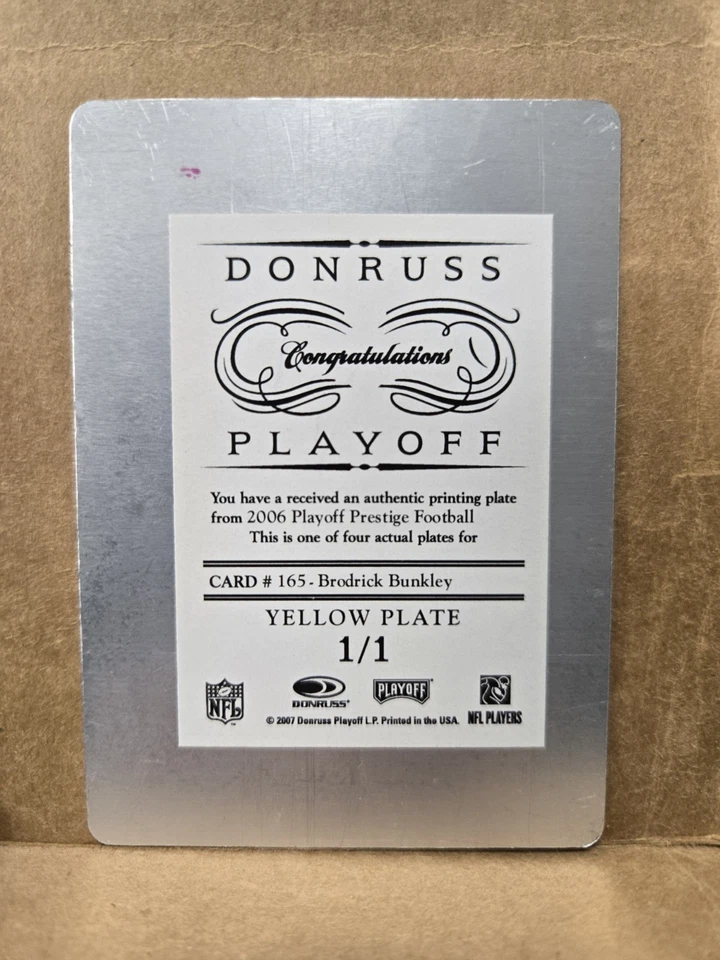 DONRUSS
Congratulations
PLAYOFF
You have a received an authentic printing plate
from 2006 Playoff Prestige Football
This is one of four actual plates for
CARD # 165 - Brodrick Bunkley
YELLOW PLATE
1/1
NFL
DONRUSS
PLAYOFF
NFL PLAYERS
© 2007 Donruss Playoff L.P. Printed in the USA.